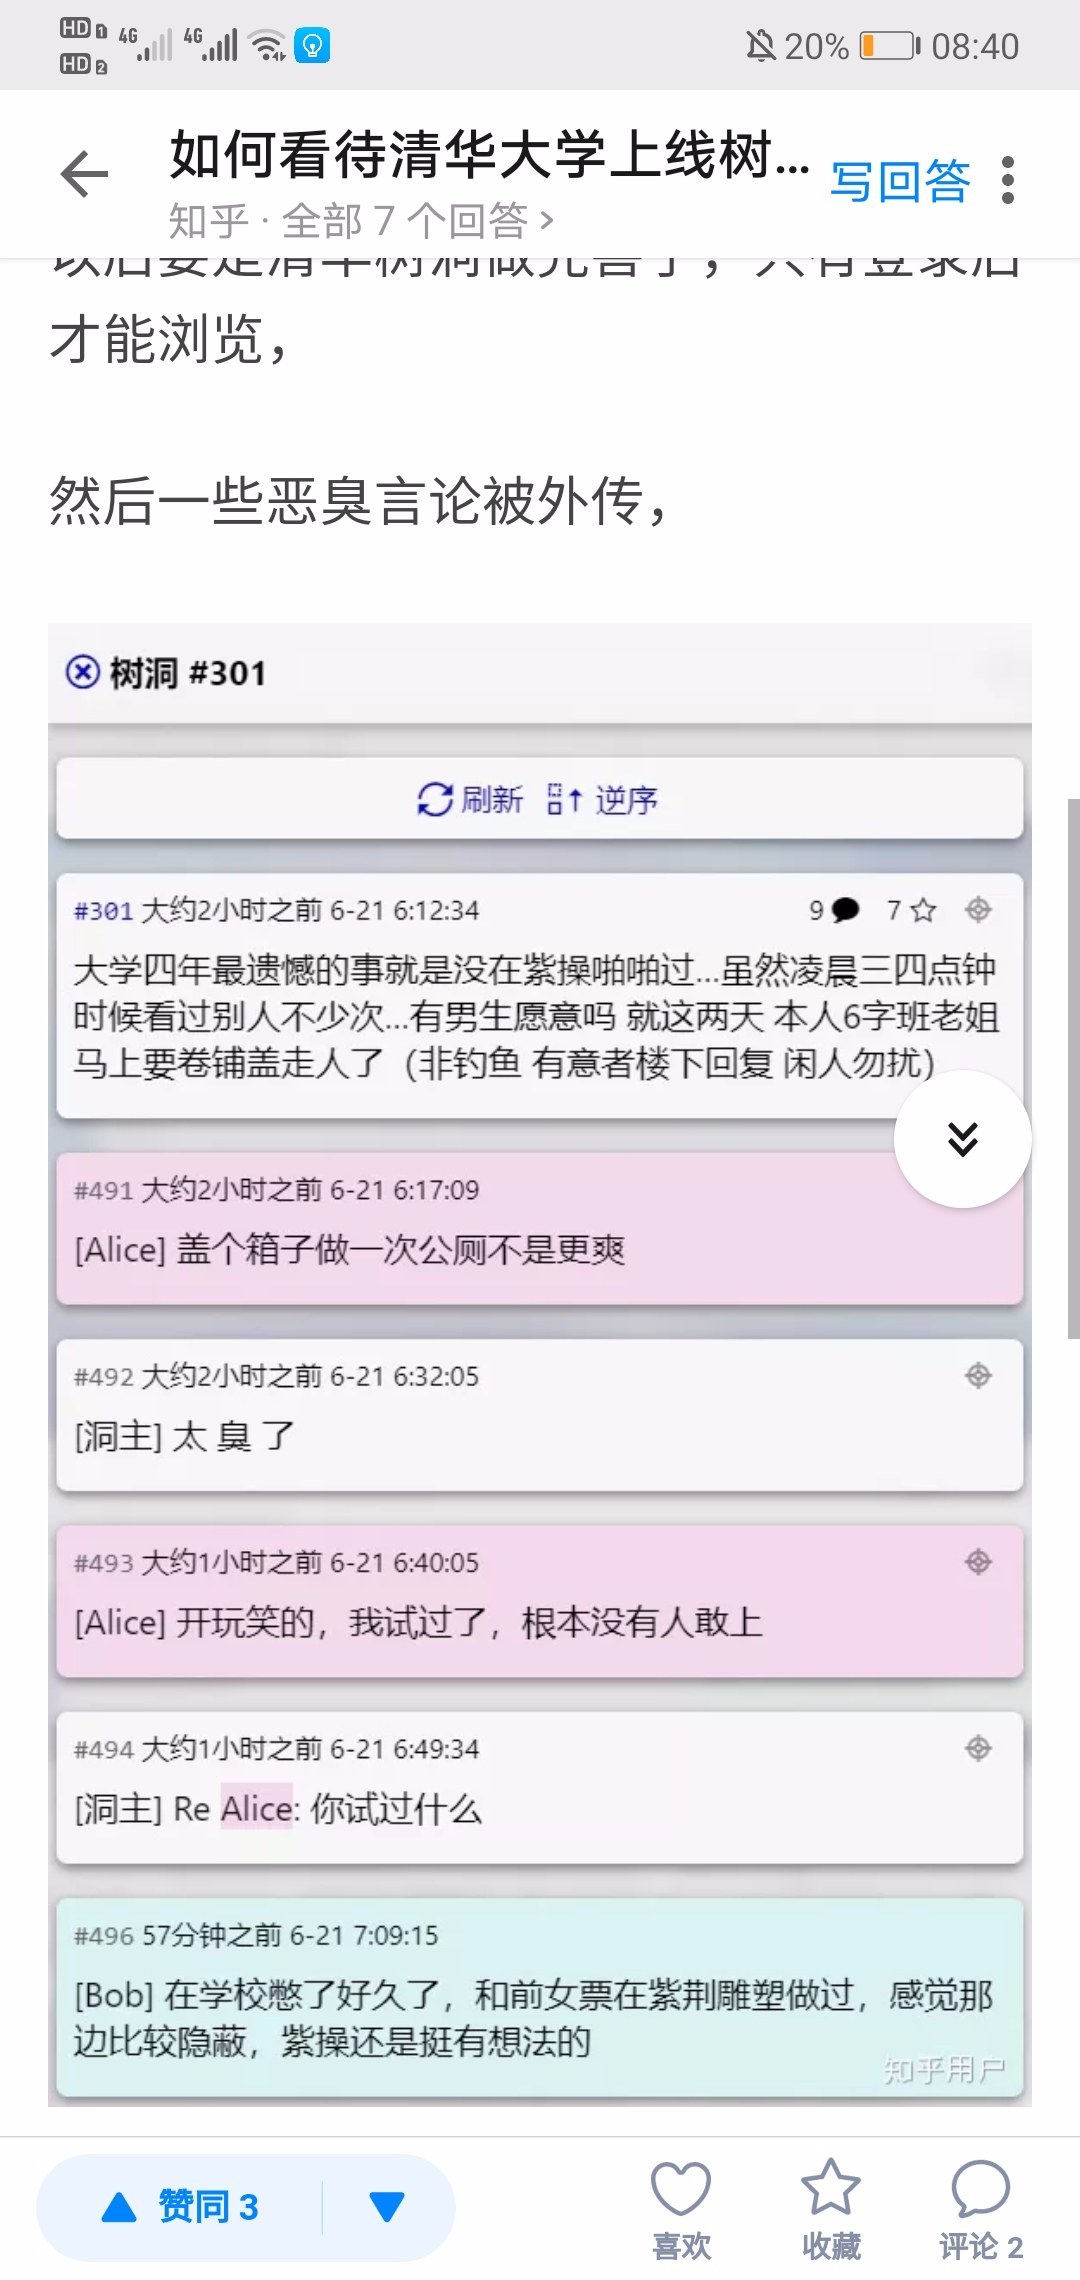 HD 1 4G 4G 20% 08:40
HD 2
如何看待清华大学上线树...
写回答
知乎 · 全部 7 个回答 >
才能浏览，
然后一些恶臭言论被外传，
树洞 #301
刷新 逆序
#301 大约2小时之前 6-21 6:12:34 9 7
大学四年最遗憾的事就是没在紫操啪啪过...虽然凌晨三四点钟
时候看过别人不少次...有男生愿意吗 就这两天 本人6字班老姐
马上要卷铺盖走人了（非钓鱼 有意者楼下回复 闲人勿扰）
#491 大约2小时之前 6-21 6:17:09
[Alice] 盖个箱子做一次公厕不是更爽
#492 大约2小时之前 6-21 6:32:05
[洞主] 太 臭 了
#493 大约1小时之前 6-21 6:40:05
[Alice] 开玩笑的，我试过了，根本没有人敢上
#494 大约1小时之前 6-21 6:49:34
[洞主] Re Alice: 你试过什么
#496 57分钟之前 6-21 7:09:15
[Bob] 在学校憋了好久了，和前女票在紫荆雕塑做过，感觉那
边比较隐蔽，紫操还是挺有想法的
知乎用户
赞同 3
喜欢
收藏
评论 2